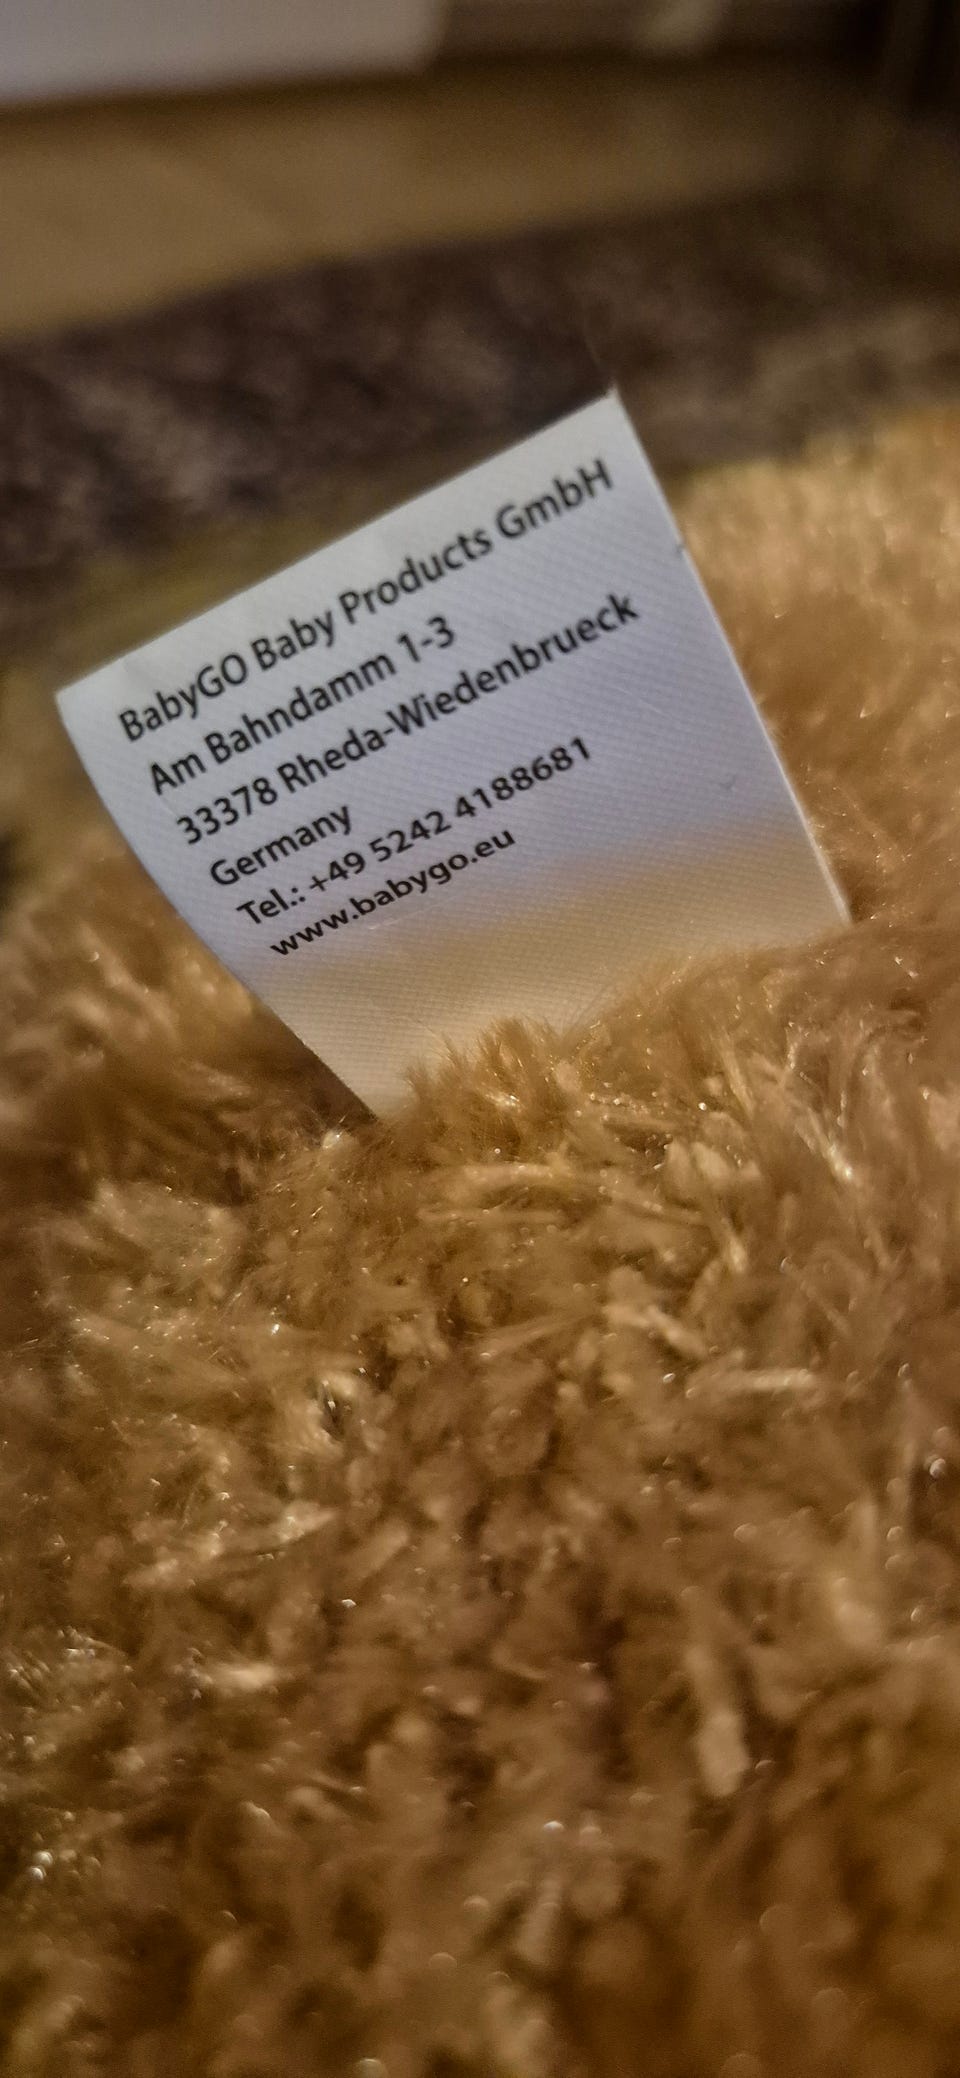 BabyGO Baby Products GmbH
Am Bahndamm 1-3
33378 Rheda-Wiedenbrueck
Germany
Tel.: +49 5242 4188681
www.babygo.eu